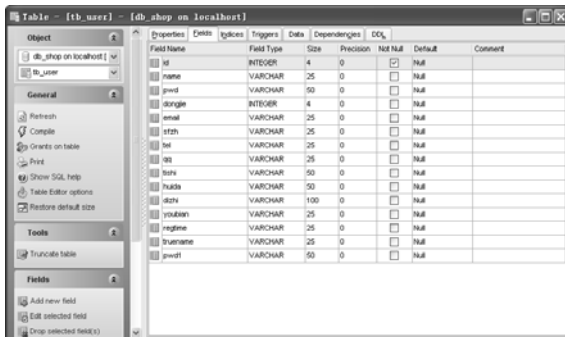 Table - [tb_user] - [db_shop on localhost]
Object
db_shop on localhost [
tb_user
General
Refresh
Compile
Grants on table
Print
Show SQL help
Table Editor options
Restore default size
Tools
Truncate table
Fields
Add new field
Edit selected field
Drop selected field(s)
Properties Fields Indices Triggers Data Dependencies DDL
Field Name Field Type Size Precision Not Null Default Comment
id INTEGER 4 0 Null
name VARCHAR 25 0 Null
pwd VARCHAR 50 0 Null
dongjie INTEGER 4 0 Null
email VARCHAR 25 0 Null
sfzh VARCHAR 25 0 Null
tel VARCHAR 25 0 Null
qq VARCHAR 25 0 Null
tishi VARCHAR 50 0 Null
huida VARCHAR 50 0 Null
dizhi VARCHAR 100 0 Null
youbian VARCHAR 25 0 Null
regtime VARCHAR 25 0 Null
truename VARCHAR 25 0 Null
pwd1 VARCHAR 50 0 Null